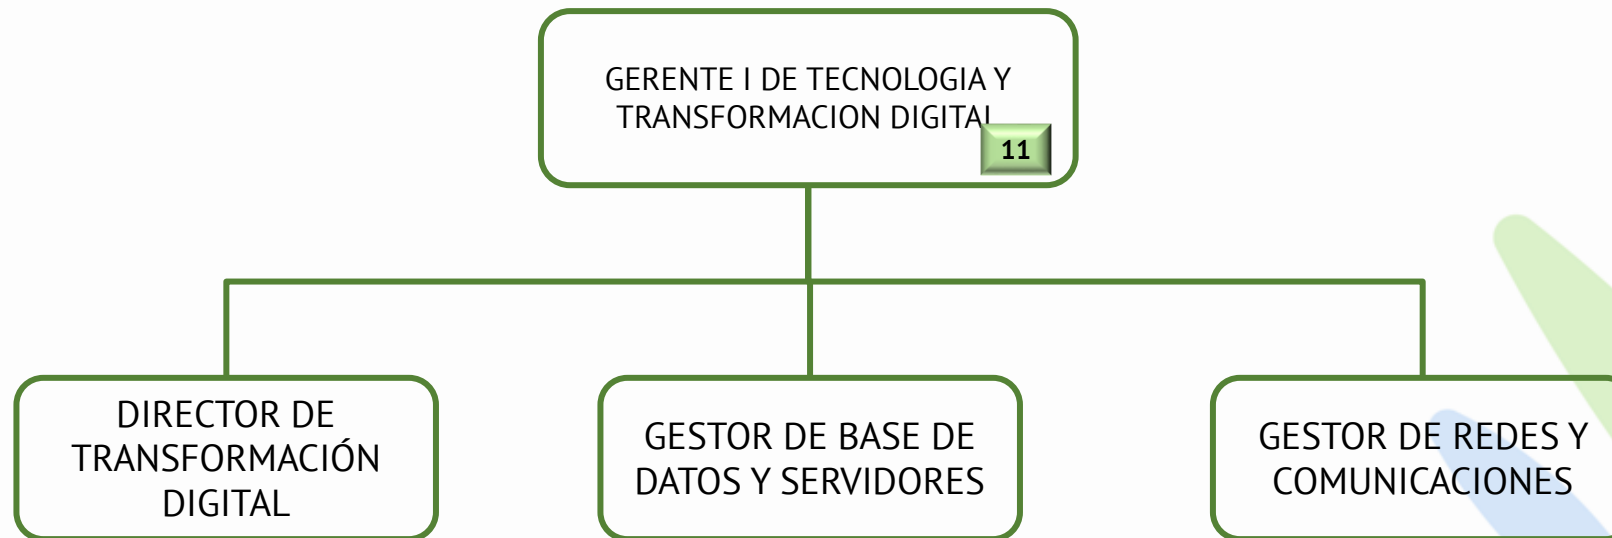 GERENTE I DE TECNOLOGIA Y
TRANSFORMACION DIGITAL
11
DIRECTOR DE
TRANSFORMACIÓN
DIGITAL
GESTOR DE BASE DE
DATOS Y SERVIDORES
GESTOR DE REDES Y
COMUNICACIONES